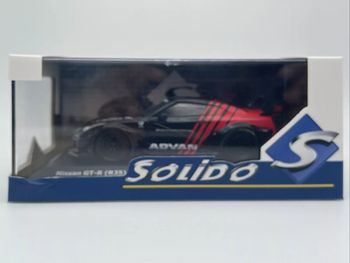 ADVAN
Nissan GT-R (R35)
SOLIDO
S